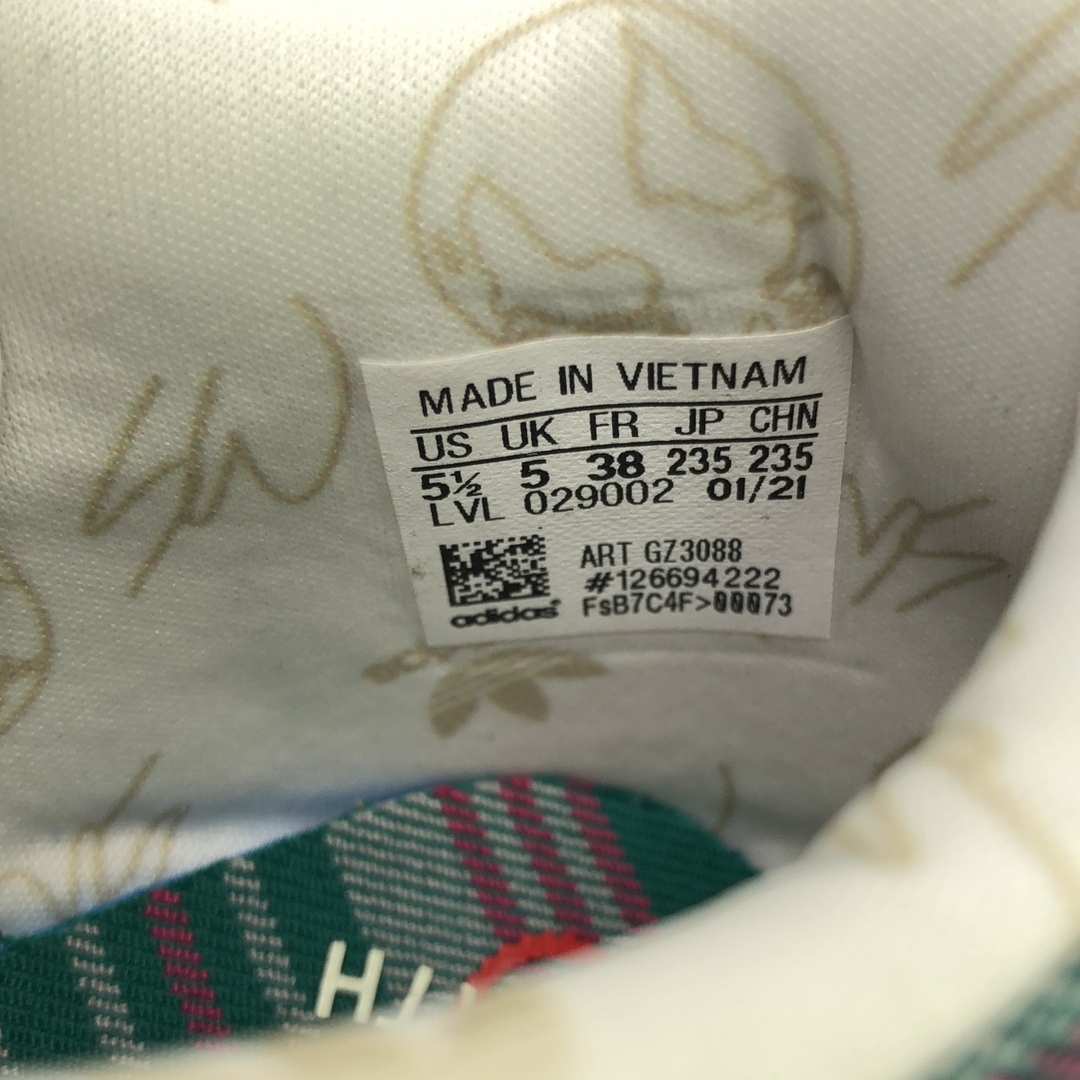 MADE IN VIETNAM
US UK FR JP CHN
5½ 5 38 235 235
LVL 029002 01/21
ART GZ3088
#126694222
FsB7C4F>00073
adidas
SW